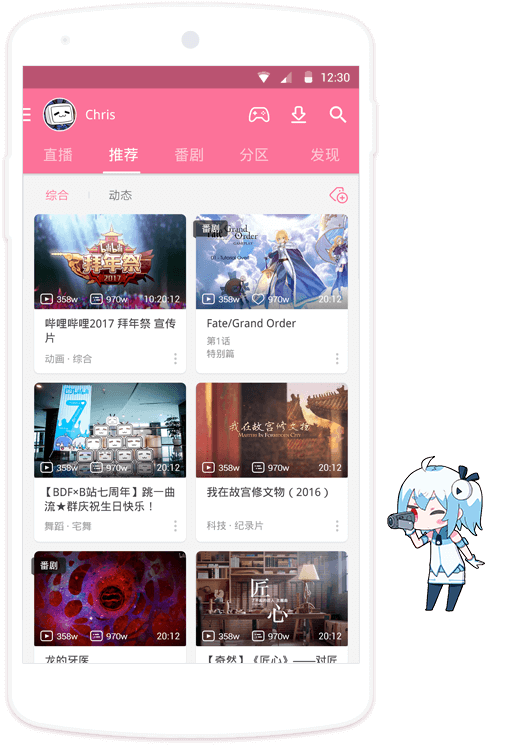 12:30
Chris
直播 推荐 番剧 分区 发现
综合 动态
拜年祭
2017
358w 970w 10:20:12
哔哩哔哩2017 拜年祭 宣传
片
动画 · 综合
番剧
Fate/Grand Order
358w 970w 20:12
Fate/Grand Order
第1话
特别篇
7
358w 970w 20:12
【BDF×B站七周年】跳一曲
流★群庆祝生日快乐！
舞蹈 · 宅舞
我在故宫修文物
MASTERS IN FORBIDDEN CITY
358w 970w 20:12
我在故宫修文物（2016）
科技 · 纪录片
番剧
358w 970w 20:12
龙的牙医
匠心
358w 970w 20:12
【奇然】《匠心》——对匠